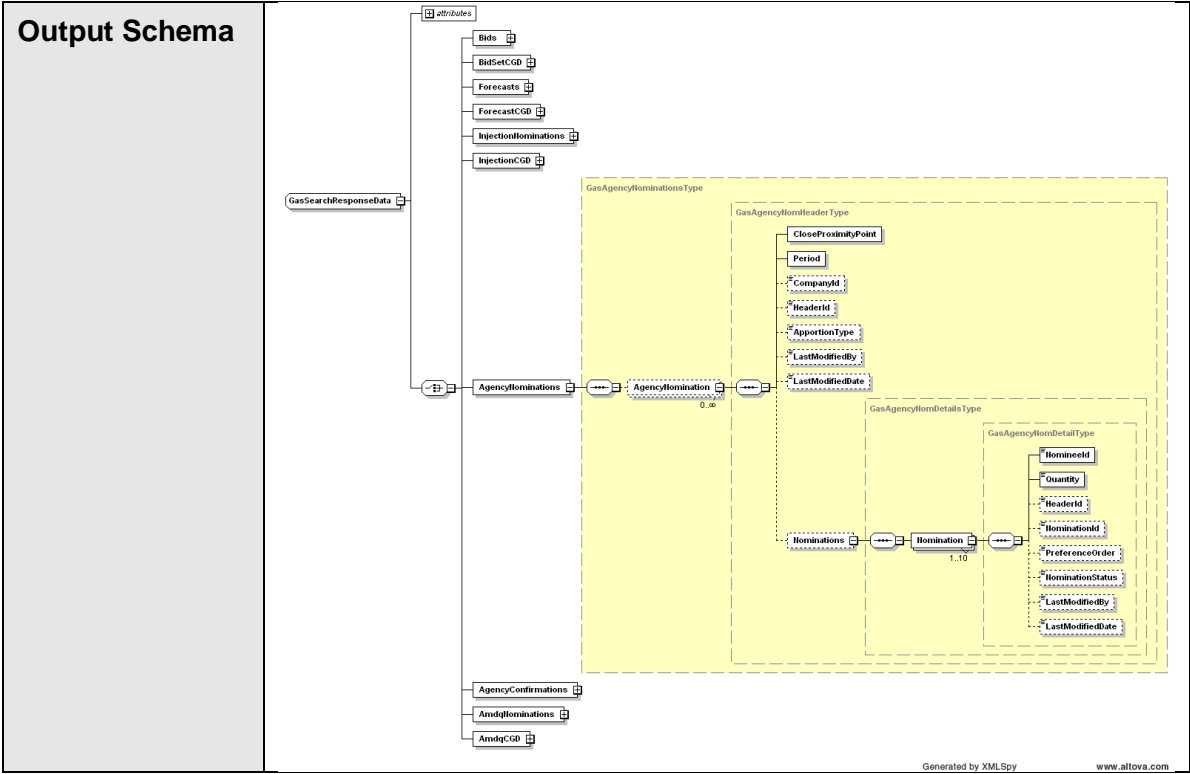 Output Schema
attributes
Bids
BidSetCGD
Forecasts
ForecastCGD
InjectionNominations
InjectionCGD
GasSearchResponseData
GasAgencyNominationsType
GasAgencyNomHeaderType
CloseProximityPoint
Period
CompanyId
HeaderId
ApportionType
LastModifiedBy
LastModifiedDate
AgencyNominations
AgencyNomination
0..∞
GasAgencyNomDetailsType
GasAgencyNomDetailType
NomineeId
Quantity
HeaderId
NominationId
PreferenceOrder
NominationStatus
LastModifiedBy
LastModifiedDate
Nominations
Nomination
1..10
AgencyConfirmations
AmdqNominations
AmdqCGD
Generated by XMLSpy www.altova.com